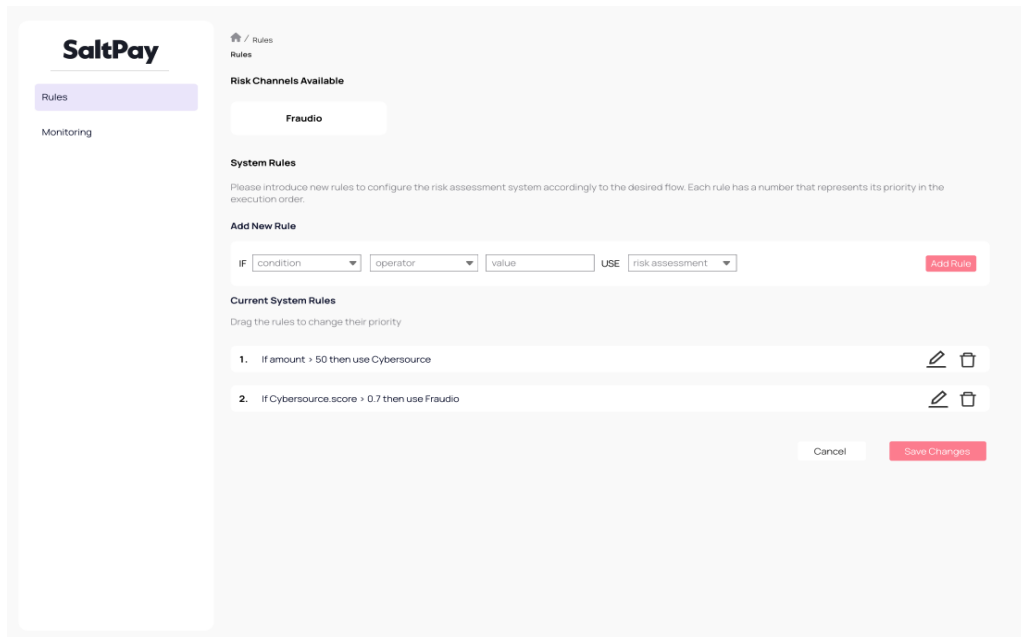 SaltPay
Rules
Monitoring
/ Rules
Rules
Risk Channels Available
Fraudio
System Rules
Please introduce new rules to configure the risk assessment system accordingly to the desired flow. Each rule has a number that represents its priority in the
execution order.
Add New Rule
IF condition operator value USE risk assessment Add Rule
Current System Rules
Drag the rules to change their priority
1. If amount > 50 then use Cybersource
2. If Cybersource.score > 0.7 then use Fraudio
Cancel Save Changes